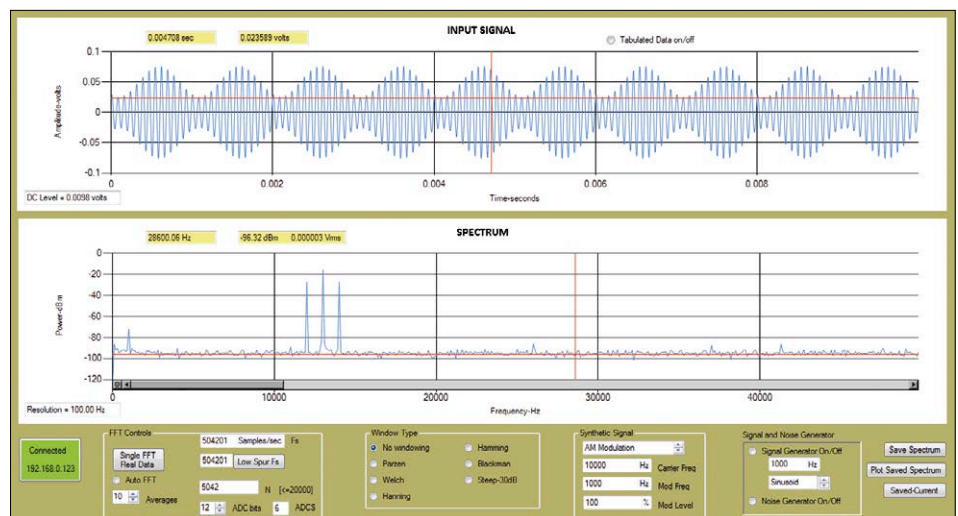 INPUT SIGNAL
0.004708 sec
0.023589 volts
Tabulated Data on/off
Amplitude-volts
0.1
0.05
0
-0.05
-0.1
0
0.002
0.004
0.006
0.008
DC Level = 0.0098 volts
Time-seconds
SPECTRUM
28600.06 Hz
-96.32 dBm 0.000003 Vrms
Power-dBm
0
-20
-40
-60
-80
-100
-120
0
10000
20000
30000
40000
Resolution = 100.00 Hz
Frequency-Hz
Connected
192.168.0.123
FFT Controls
Single FFT
Real Data
Auto FFT
10 Averages
504201 Samples/sec Fs
504201 Low Spur Fs
5042 N [<=20000]
12 ADC bits 6 ADCS
Window Type
No windowing
Parzen
Welch
Hanning
Hamming
Blackman
Steep-30dB
Synthetic Signal
AM Modulation
10000 Hz Carrier Freq
1000 Hz Mod Freq
100 % Mod Level
Signal and Noise Generator
Signal Generator On/Off
1000 Hz
Sinusoid
Noise Generator On/Off
Save Spectrum
Plot Saved Spectrum
Saved-Current